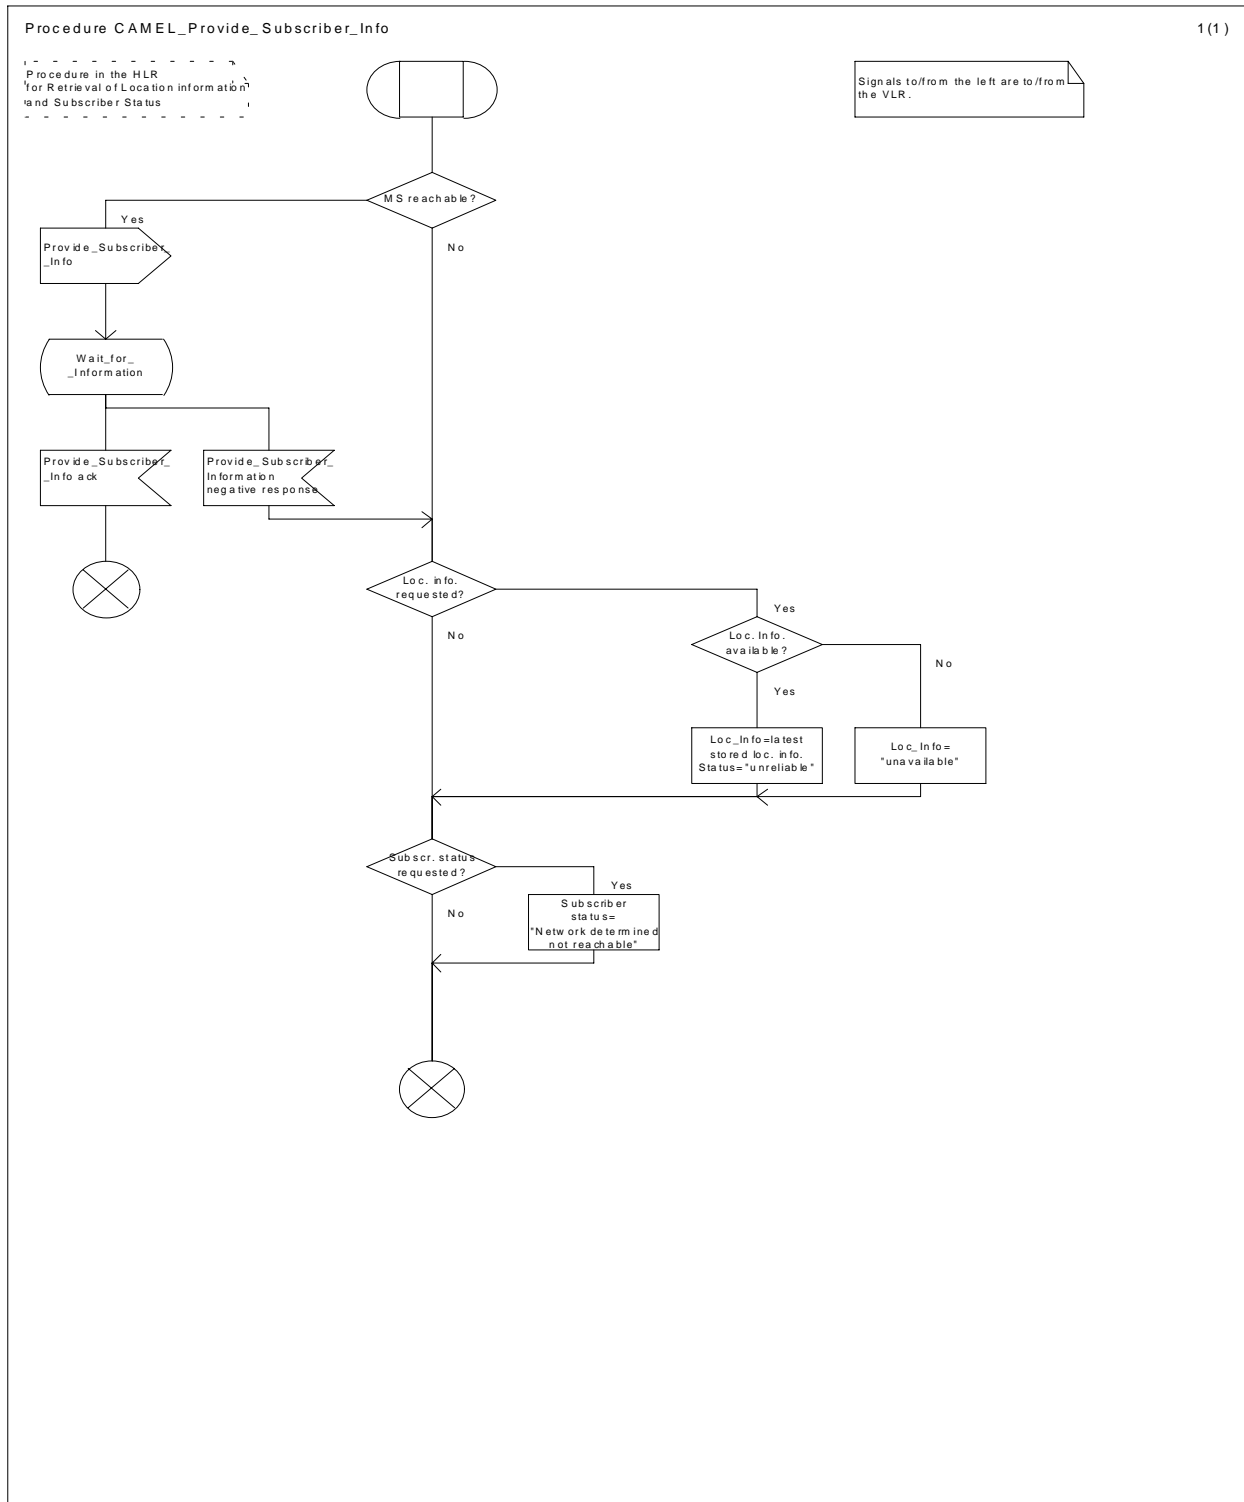 Procedure CAMEL_Provide_Subscriber_Info
1(1)
Procedure in the HLR
for Retrieval of Location information
and Subscriber Status
Signals to/from the left are to/from
the VLR.
MS reachable?
Yes
No
Provide_Subscriber_
_Info
Wait_for_
_Information
Provide_Subscriber_
_Info ack
Provide_Subscriber_
Information
negative response
Loc. info.
requested?
Yes
No
Loc. Info.
available?
No
Yes
Loc_Info=latest
stored loc. info.
Status="unreliable"
Loc_Info=
"unavailable"
Subscr. status
requested?
Yes
No
Subscriber
status=
"Network determined
not reachable"